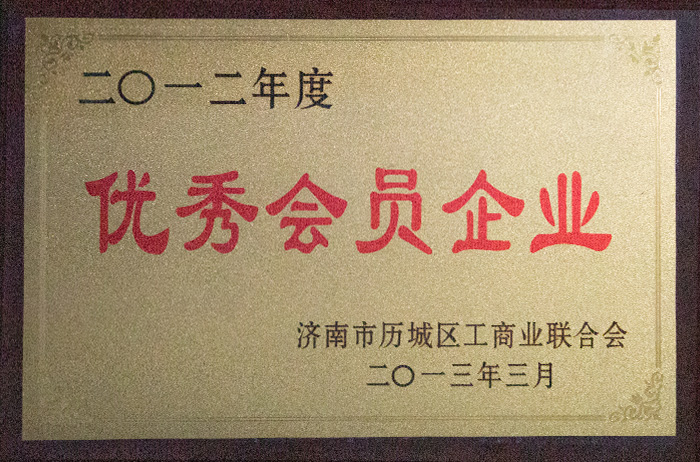 二〇一二年度
优秀会员企业
济南市历城区工商业联合会
二〇一三年三月